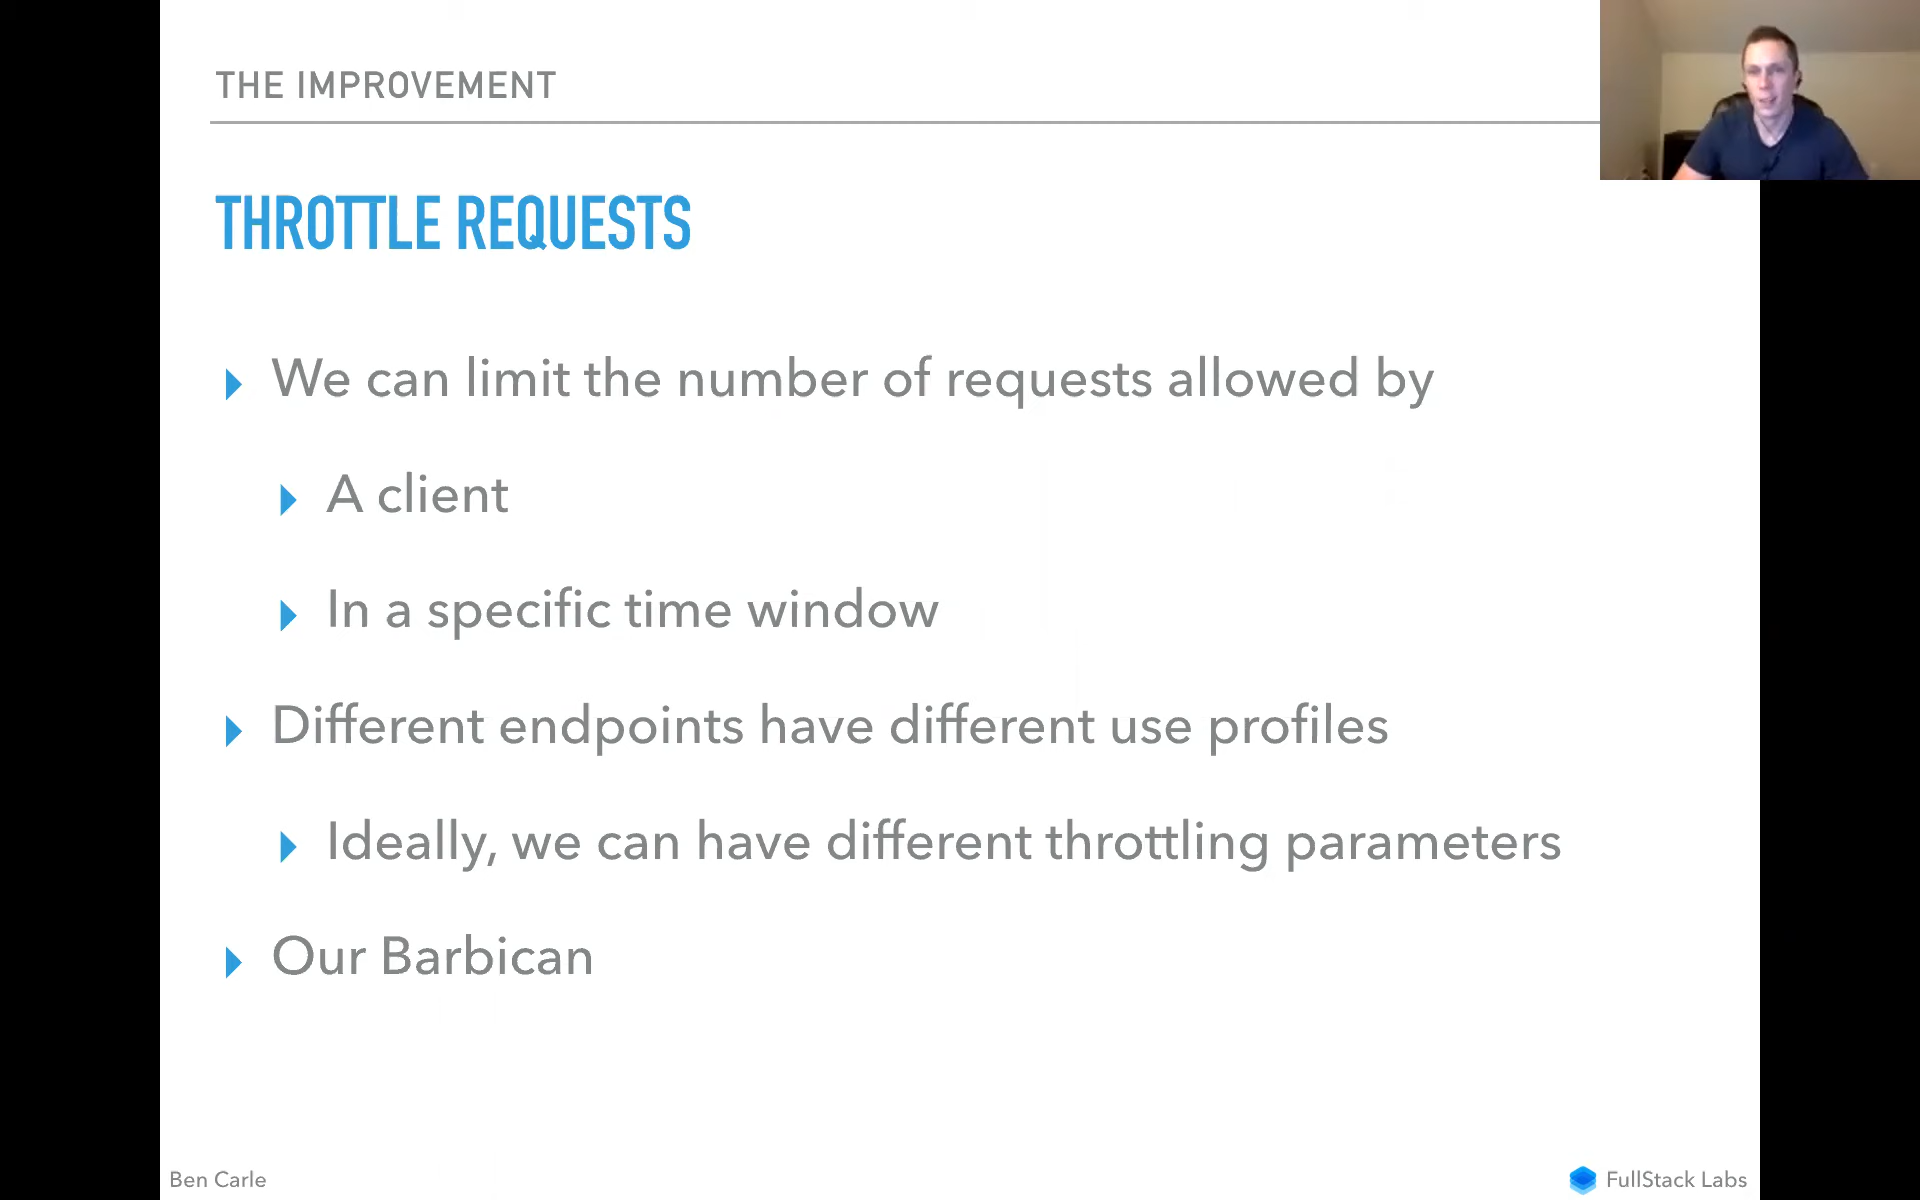 THE IMPROVEMENT
THROTTLE REQUESTS
We can limit the number of requests allowed by
A client
In a specific time window
Different endpoints have different use profiles
Ideally, we can have different throttling parameters
Our Barbican
Ben Carle
FullStack Labs